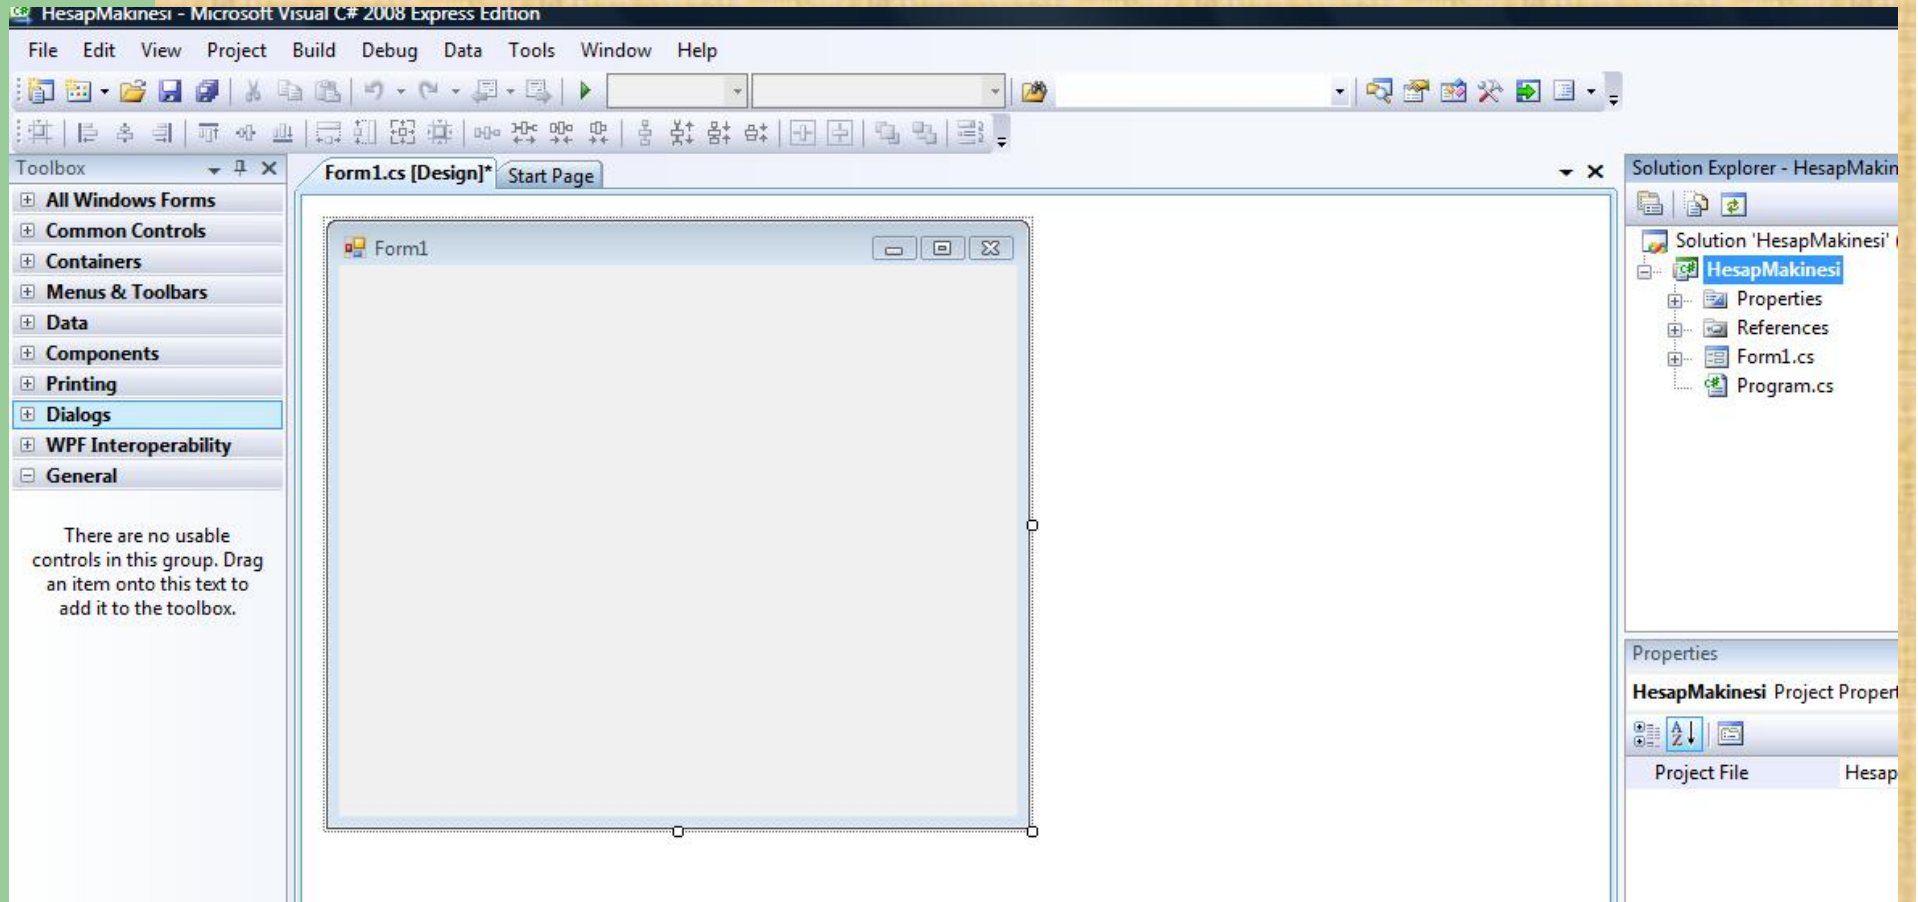 HesapMakinesi - Microsoft Visual C# 2008 Express Edition
File Edit View Project Build Debug Data Tools Window Help
Toolbox
All Windows Forms
Common Controls
Containers
Menus & Toolbars
Data
Components
Printing
Dialogs
WPF Interoperability
General
There are no usable
controls in this group. Drag
an item onto this text to
add it to the toolbox.
Form1.cs [Design]* Start Page
Form1
Solution Explorer - HesapMakin
Solution 'HesapMakinesi' (
HesapMakinesi
Properties
References
Form1.cs
Program.cs
Properties
HesapMakinesi Project Propert
Project File Hesap